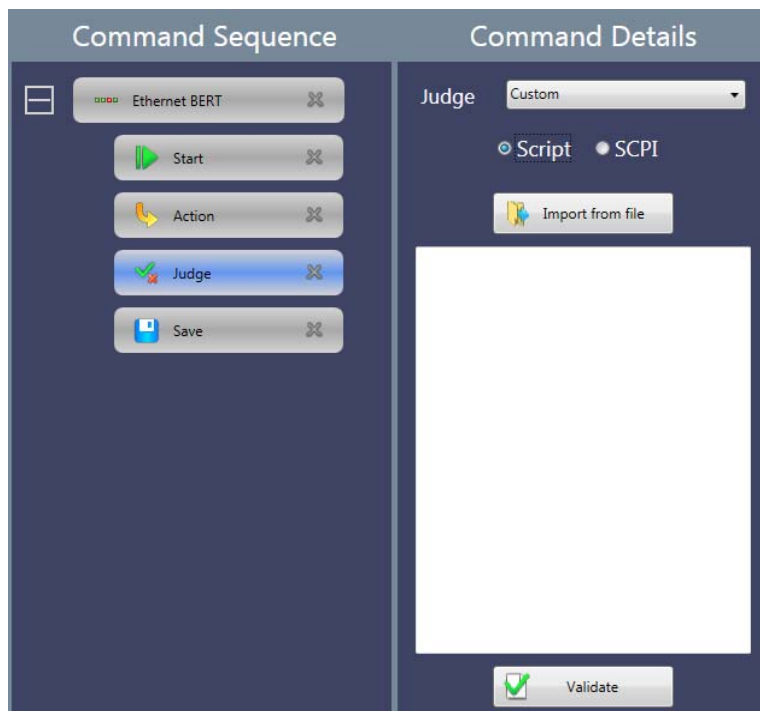 Command Sequence
Ethernet BERT
Start
Action
Judge
Save
Command Details
Judge Custom
Script SCPI
Import from file
Validate